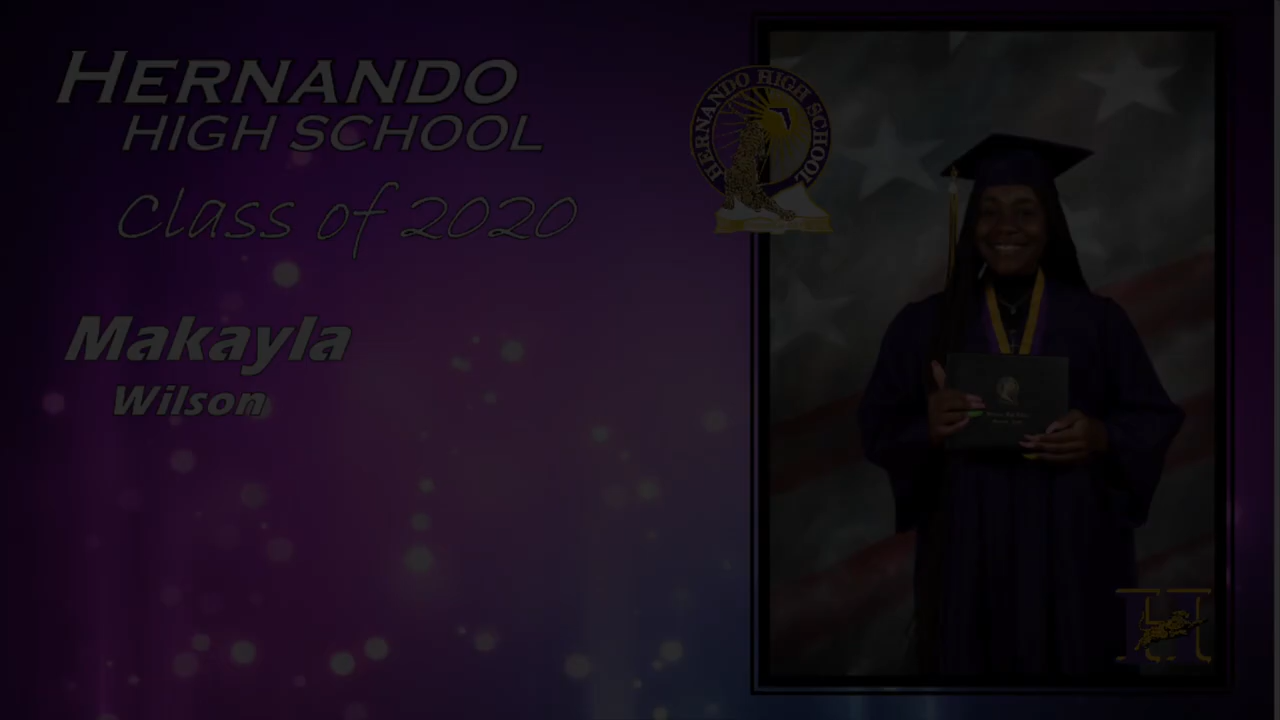 HERNANDO
HIGH SCHOOL
Class of 2020
Makayla
Wilson
HERNANDO HIGH SCHOOL
H